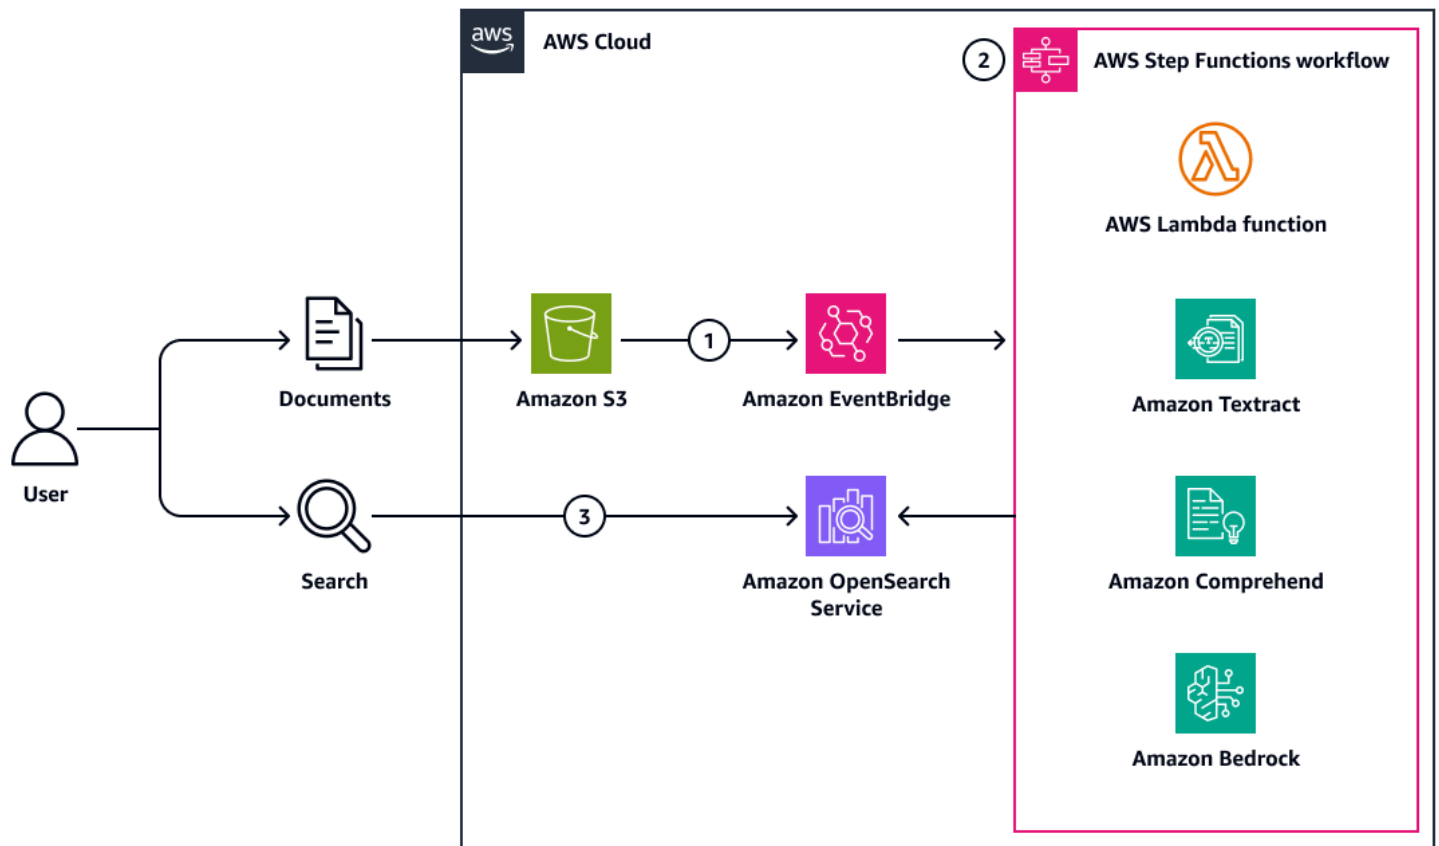 aws
AWS Cloud
2
AWS Step Functions workflow
AWS Lambda function
1
Documents
Amazon S3
Amazon EventBridge
Amazon Textract
User
3
Search
Amazon OpenSearch
Service
Amazon Comprehend
Amazon Bedrock